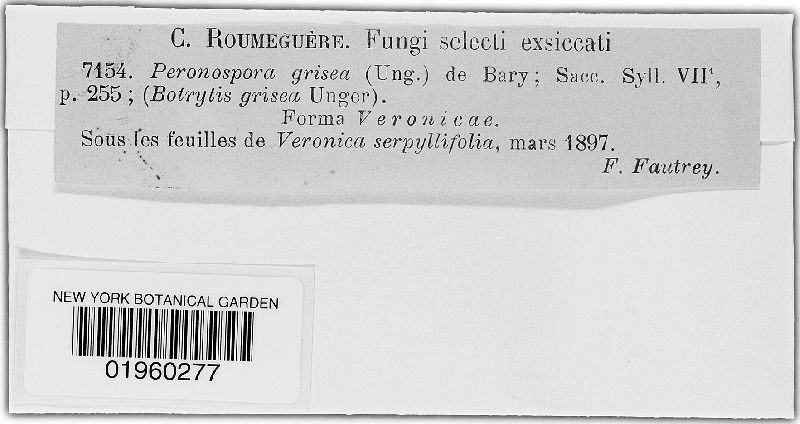 C. ROUMEGUÈRE. Fungi selecti exsiccati
7154. Peronospora grisea (Ung.) de Bary; Sacc. Syll. VII¹,
p. 255; (Botrytis grisea Unger).
Forma Veronicae.
Sous les feuilles de Veronica serpyllifolia, mars 1897.
F. Fautrey.
NEW YORK BOTANICAL GARDEN
01960277